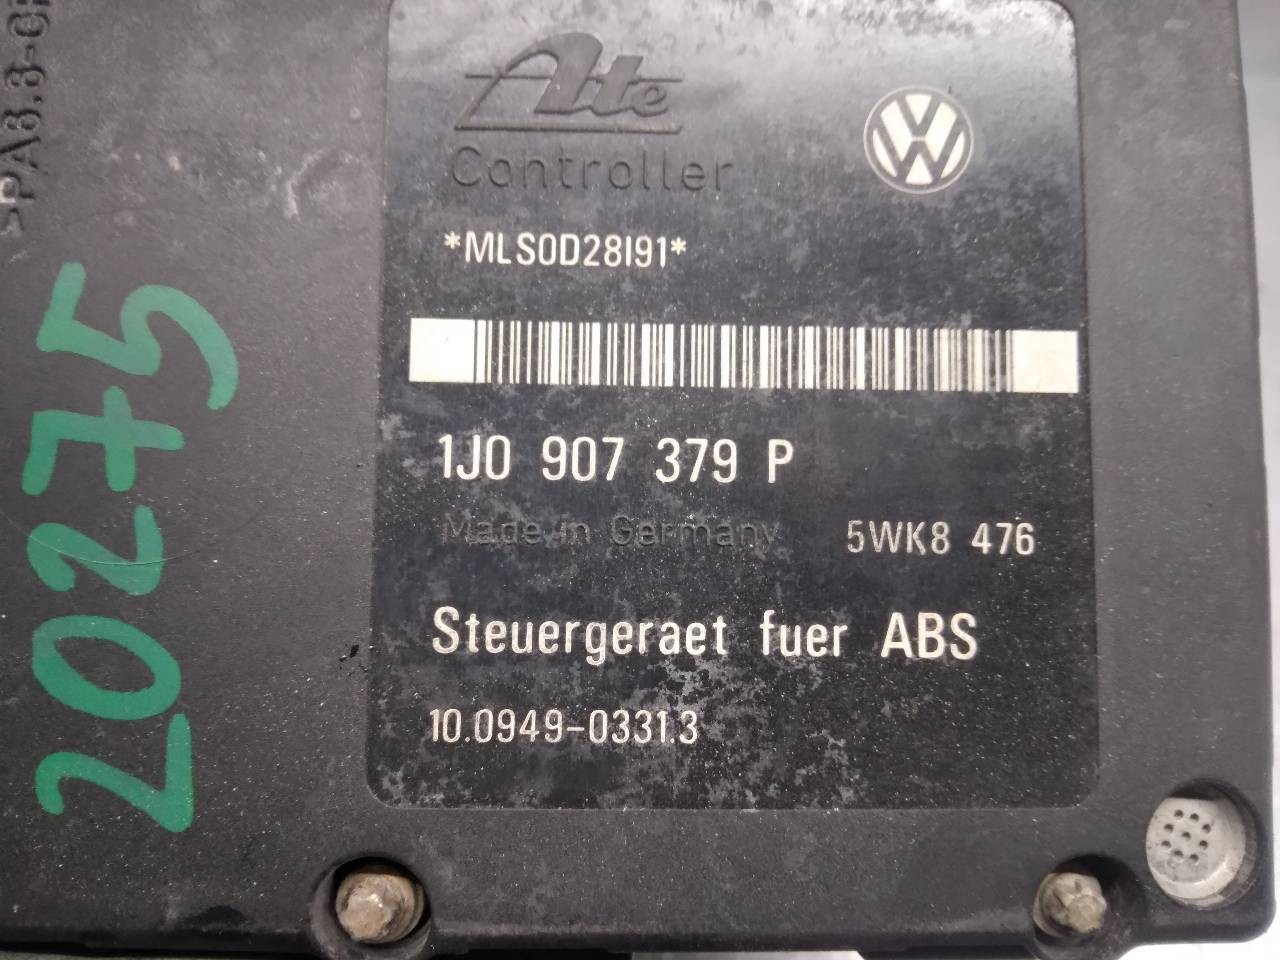 Ate
Controller
*MLS0D28I91*
1J0 907 379 P
Made in Germany
5WK8 476
Steuergeraet fuer ABS
10.0949-0331.3
20275